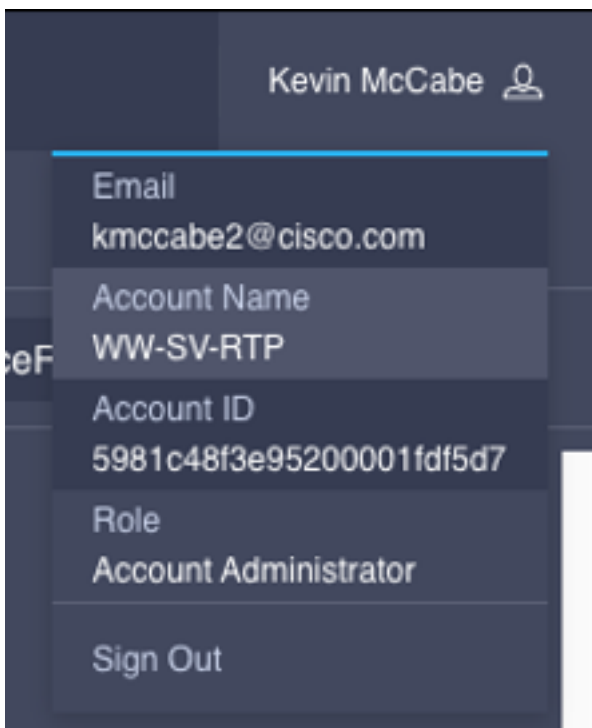 Kevin McCabe
Email
kmccabe2@cisco.com
Account Name
WW-SV-RTP
ceF
Account ID
5981c48f3e95200001fdf5d7
Role
Account Administrator
Sign Out